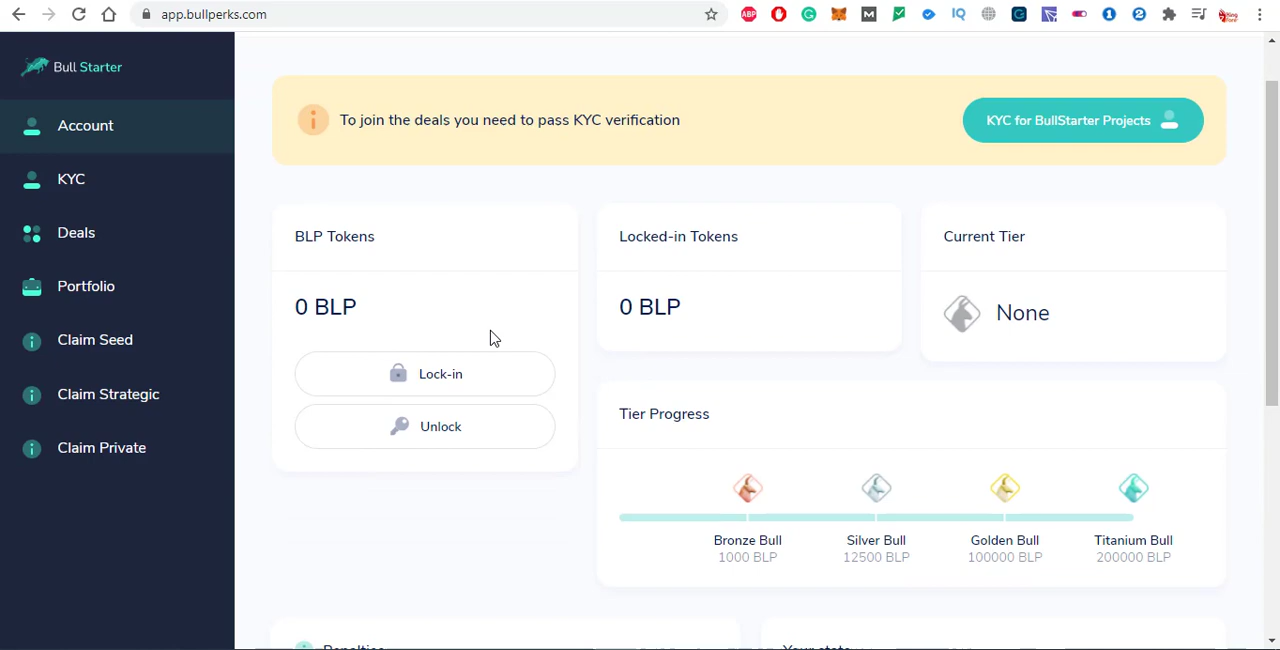 app.bullperks.com
Bull Starter
Account
KYC
Deals
Portfolio
Claim Seed
Claim Strategic
Claim Private
To join the deals you need to pass KYC verification
KYC for BullStarter Projects
BLP Tokens
0 BLP
Lock-in
Unlock
Locked-in Tokens
0 BLP
Current Tier
None
Tier Progress
Bronze Bull
1000 BLP
Silver Bull
12500 BLP
Golden Bull
100000 BLP
Titanium Bull
200000 BLP
Penalties
Your stats